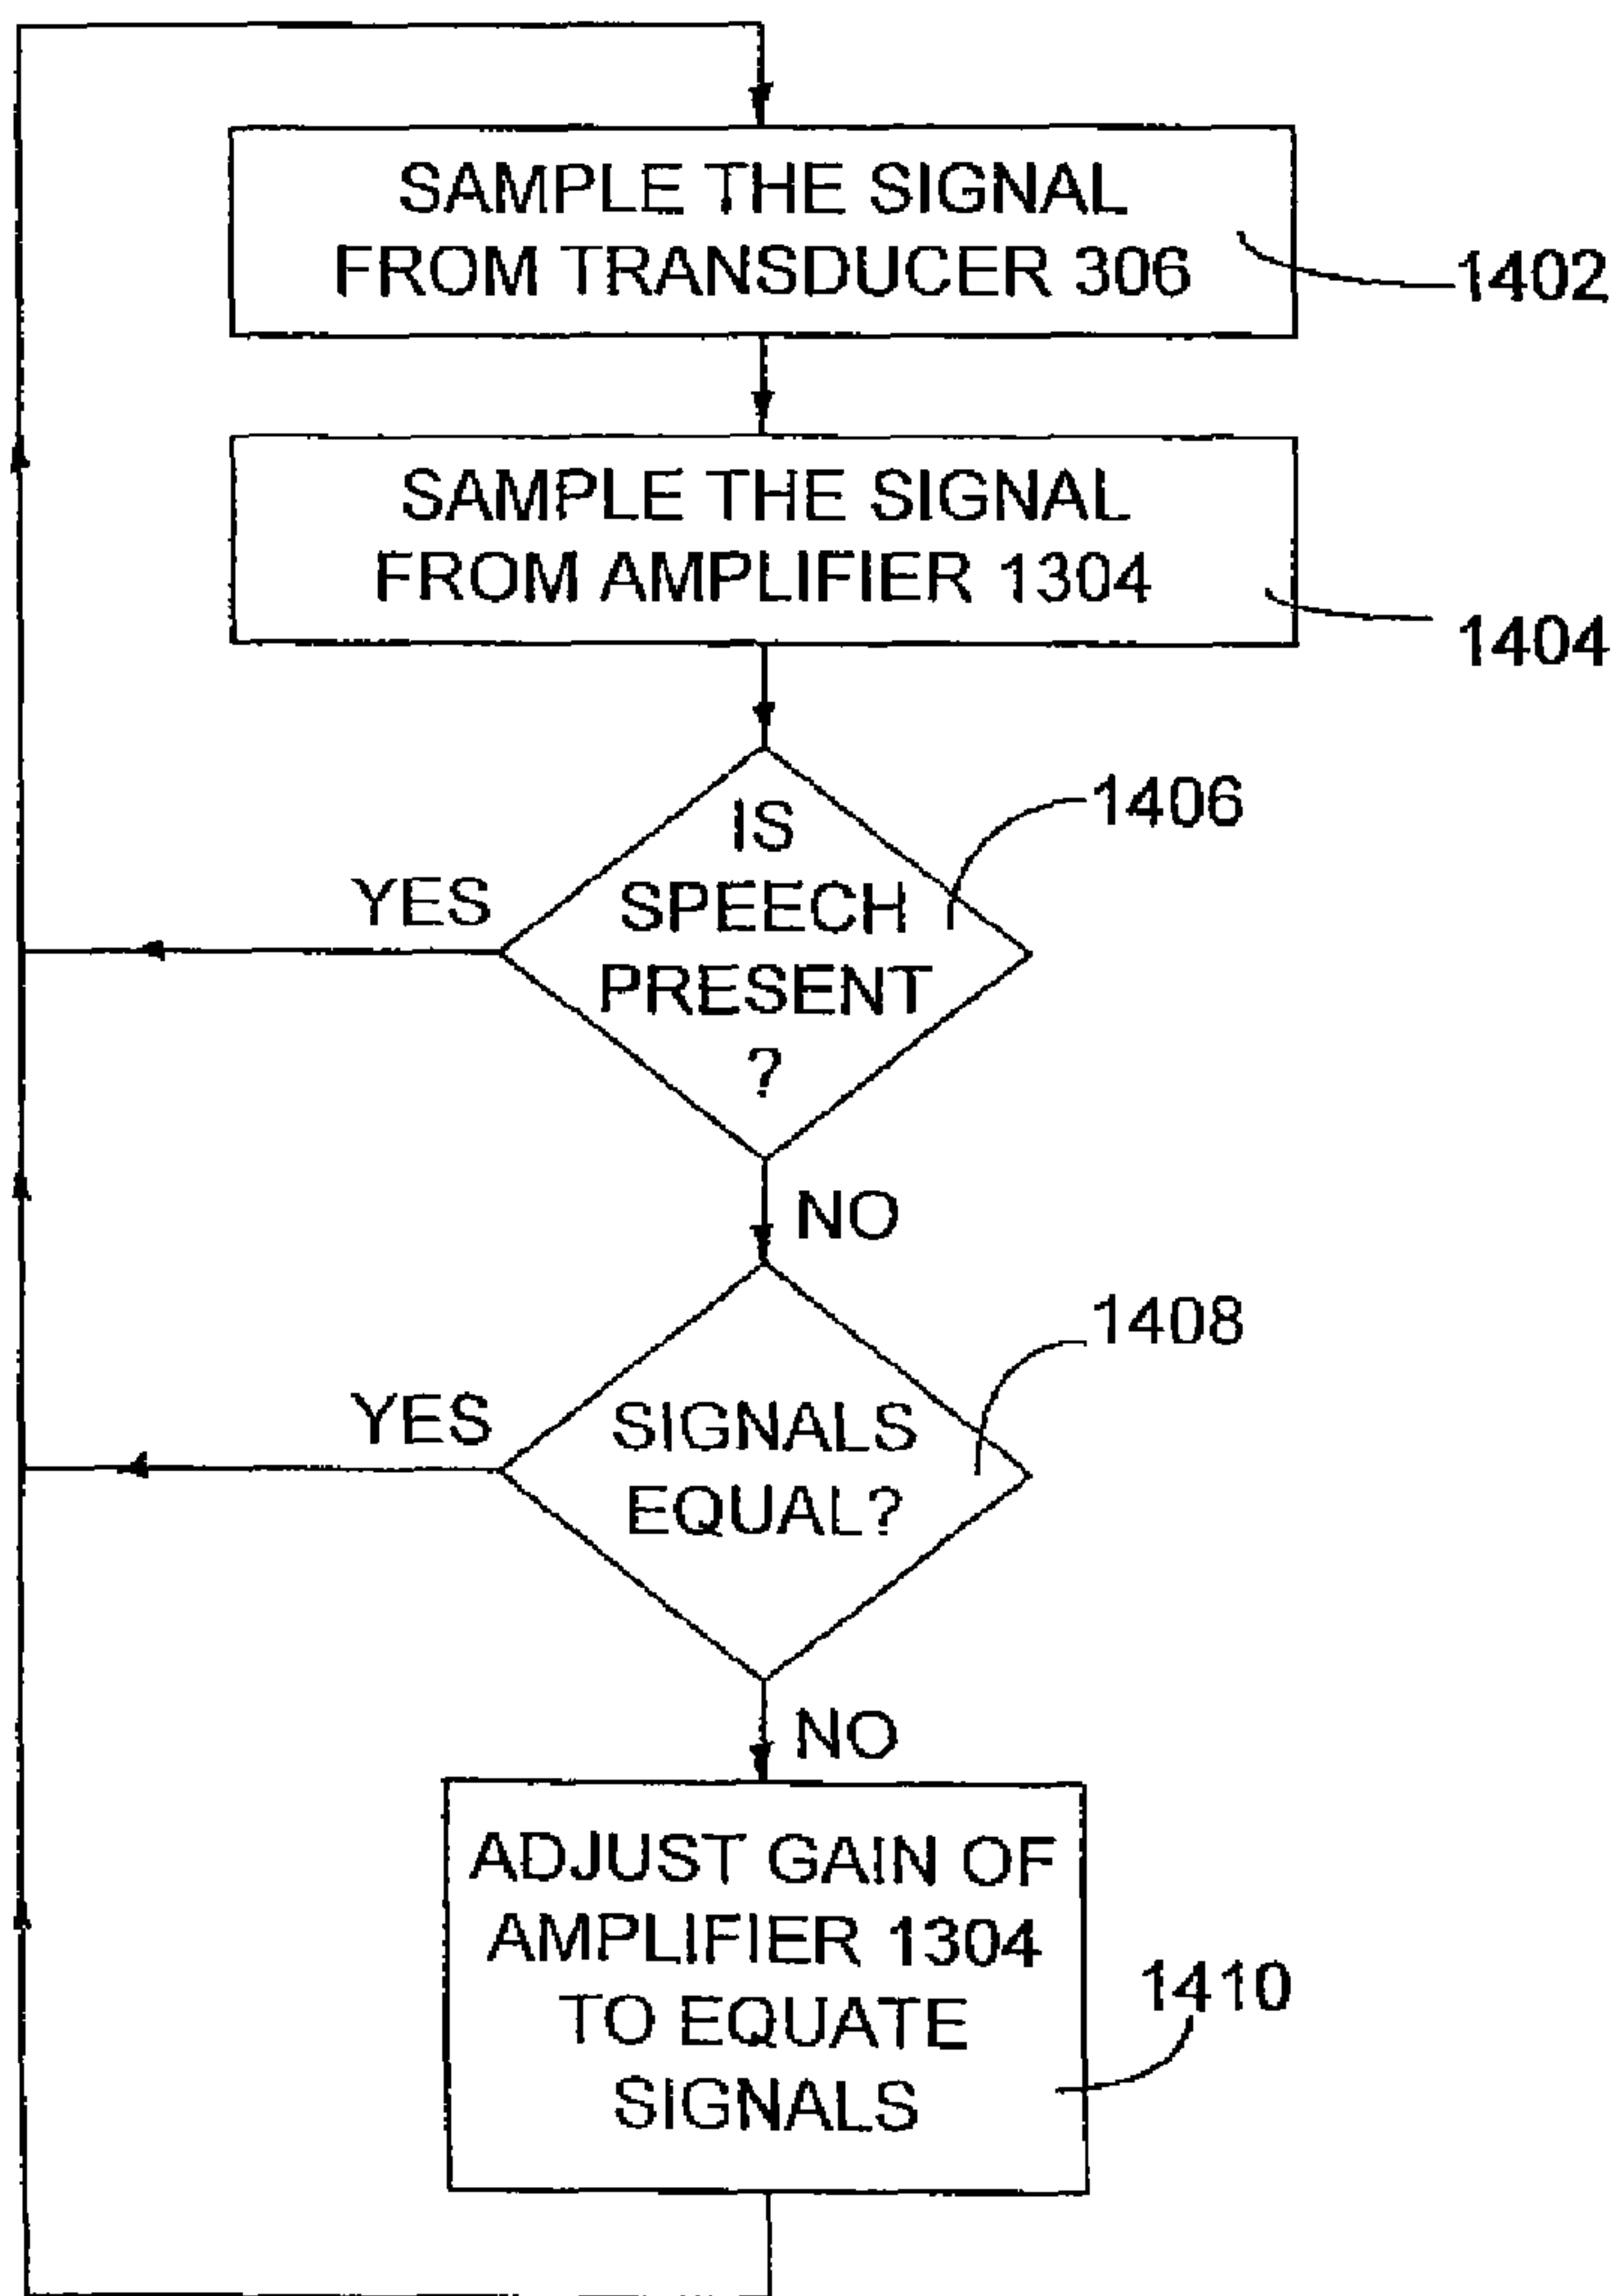 SAMPLE THE SIGNAL
FROM TRANSDUCER 306
1402
SAMPLE THE SIGNAL
FROM AMPLIFIER 1304
1404
IS
SPEECH
PRESENT
?
1406
YES
NO
SIGNALS
EQUAL?
1408
YES
NO
ADJUST GAIN OF
AMPLIFIER 1304
TO EQUATE
SIGNALS
1410